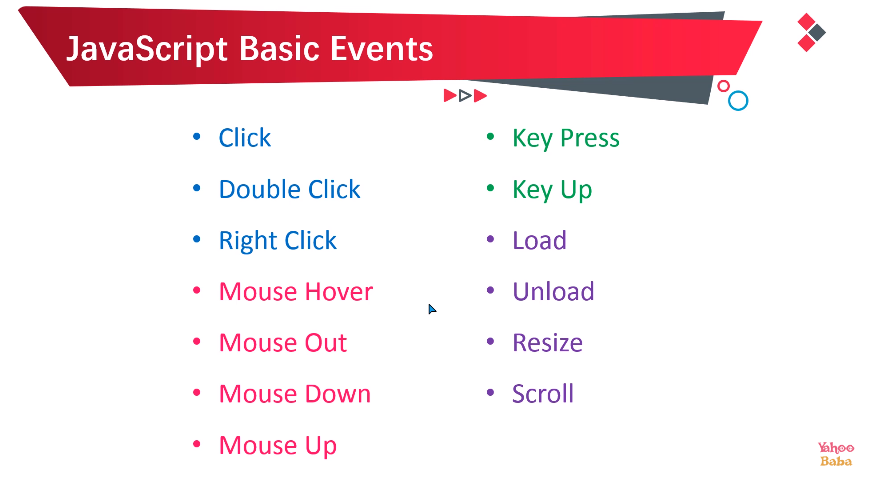 JavaScript Basic Events
• Click
• Double Click
• Right Click
• Mouse Hover
• Mouse Out
• Mouse Down
• Mouse Up
• Key Press
• Key Up
• Load
• Unload
• Resize
• Scroll
Yahoo
Baba